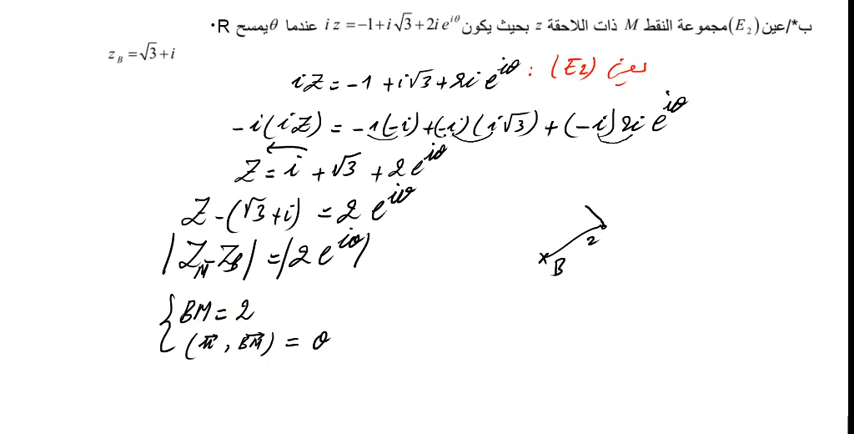 ب*/عين (E₂) مجموعة النقط M ذات اللاحقة z بحيث يكون iz = −1 + i√3 + 2i e^{iθ} عندما θ يمسح R.
z_B = √3 + i
عين (E₂) : iz = −1 + i√3 + 2i e^{iθ}
−i(iz) = −1(−i) + (−i)(i√3) + (−i)2i e^{iθ}
z = i + √3 + 2e^{iθ}
z − (√3 + i) = 2e^{iθ}
|z_M − z_B| = |2e^{iθ}|
BM = 2
(u⃗, BM⃗) = θ
B
2